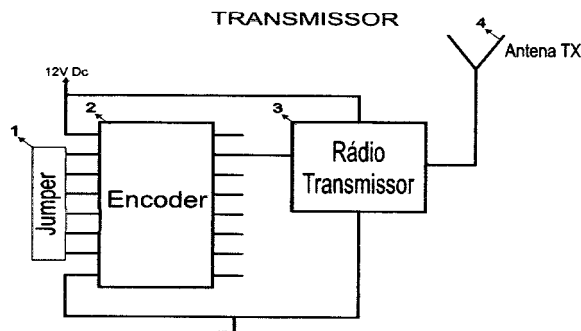 TRANSMISSOR
4
Antena TX
12V Dc
1
2
3
Jumper
Encoder
Rádio
Transmissor